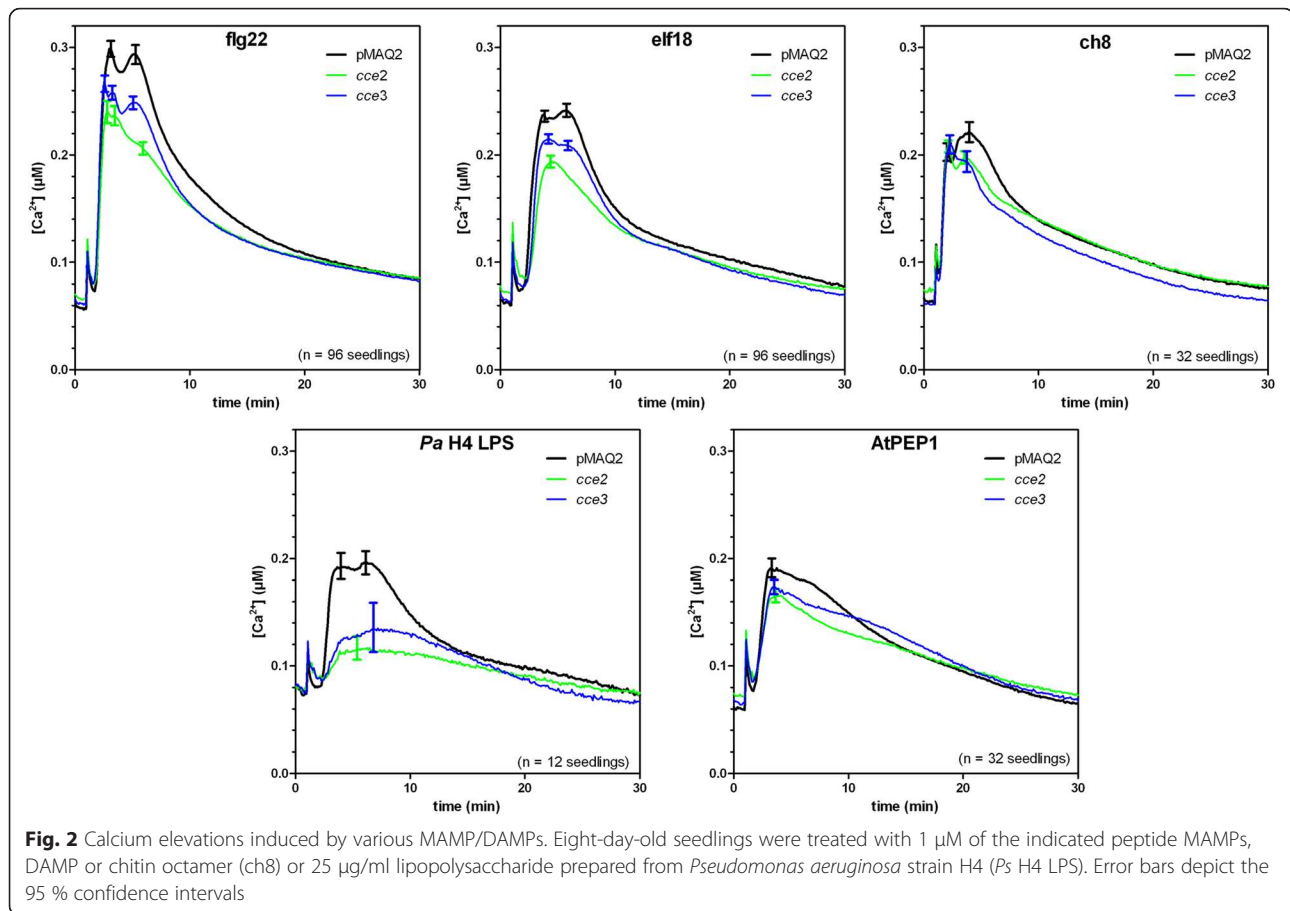 flg22
pMAQ2
cce2
cce3
[Ca²⁺] (µM)
0.3
0.2
0.1
0.0
0
10
20
30
time (min)
(n = 96 seedlings)
elf18
pMAQ2
cce2
cce3
[Ca²⁺] (µM)
0.3
0.2
0.1
0.0
0
10
20
30
time (min)
(n = 96 seedlings)
ch8
pMAQ2
cce2
cce3
[Ca²⁺] (µM)
0.3
0.2
0.1
0.0
0
10
20
30
time (min)
(n = 32 seedlings)
Pa H4 LPS
pMAQ2
cce2
cce3
[Ca²⁺] (µM)
0.3
0.2
0.1
0.0
0
10
20
30
time (min)
(n = 12 seedlings)
AtPEP1
pMAQ2
cce2
cce3
[Ca²⁺] (µM)
0.3
0.2
0.1
0.0
0
10
20
30
time (min)
(n = 32 seedlings)
Fig. 2 Calcium elevations induced by various MAMP/DAMPs. Eight-day-old seedlings were treated with 1 µM of the indicated peptide MAMPs,
DAMP or chitin octamer (ch8) or 25 µg/ml lipopolysaccharide prepared from Pseudomonas aeruginosa strain H4 (Ps H4 LPS). Error bars depict the
95 % confidence intervals